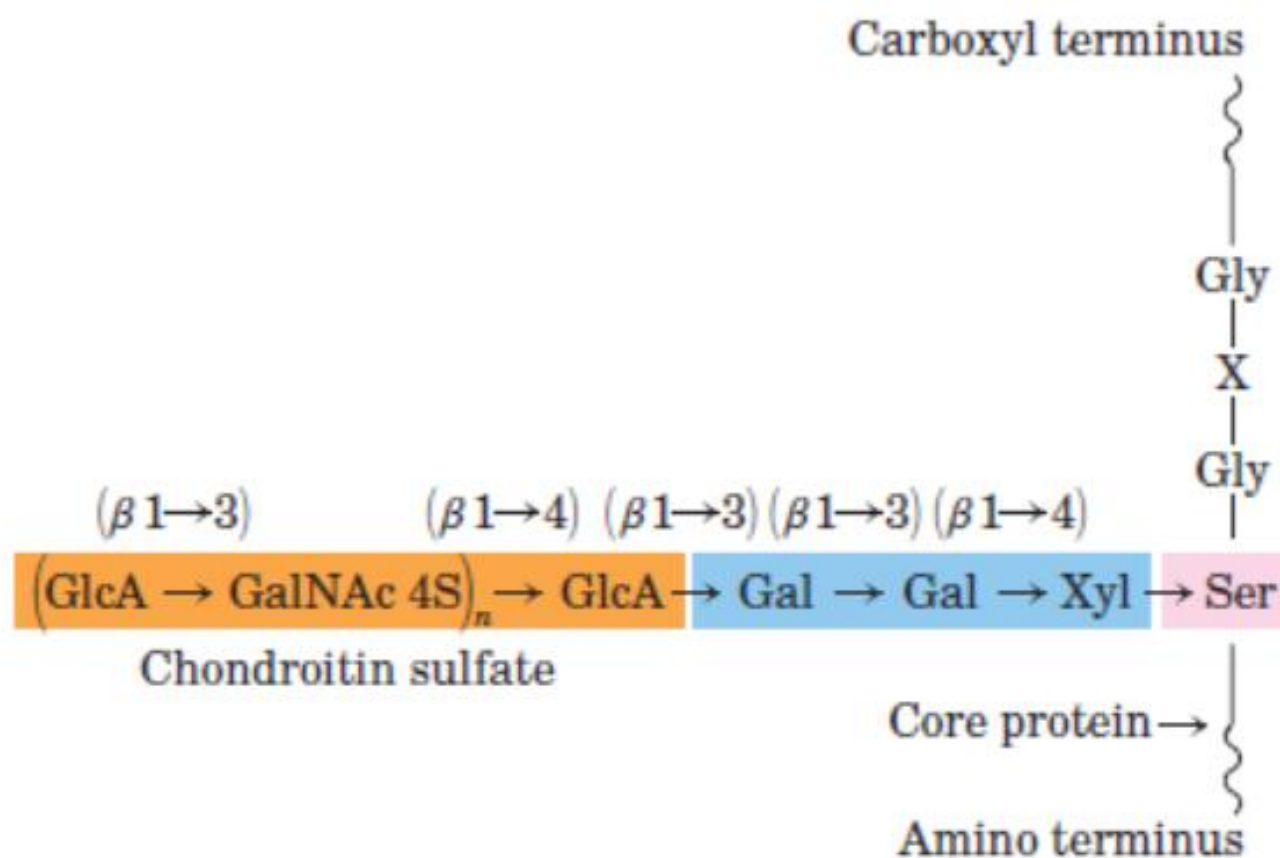 Carboxyl terminus
Gly
X
Gly
(β1→3) (β1→4) (β1→3) (β1→3) (β1→4)
(GlcA → GalNAc 4S)n → GlcA → Gal → Gal → Xyl → Ser
Chondroitin sulfate
Core protein→
Amino terminus